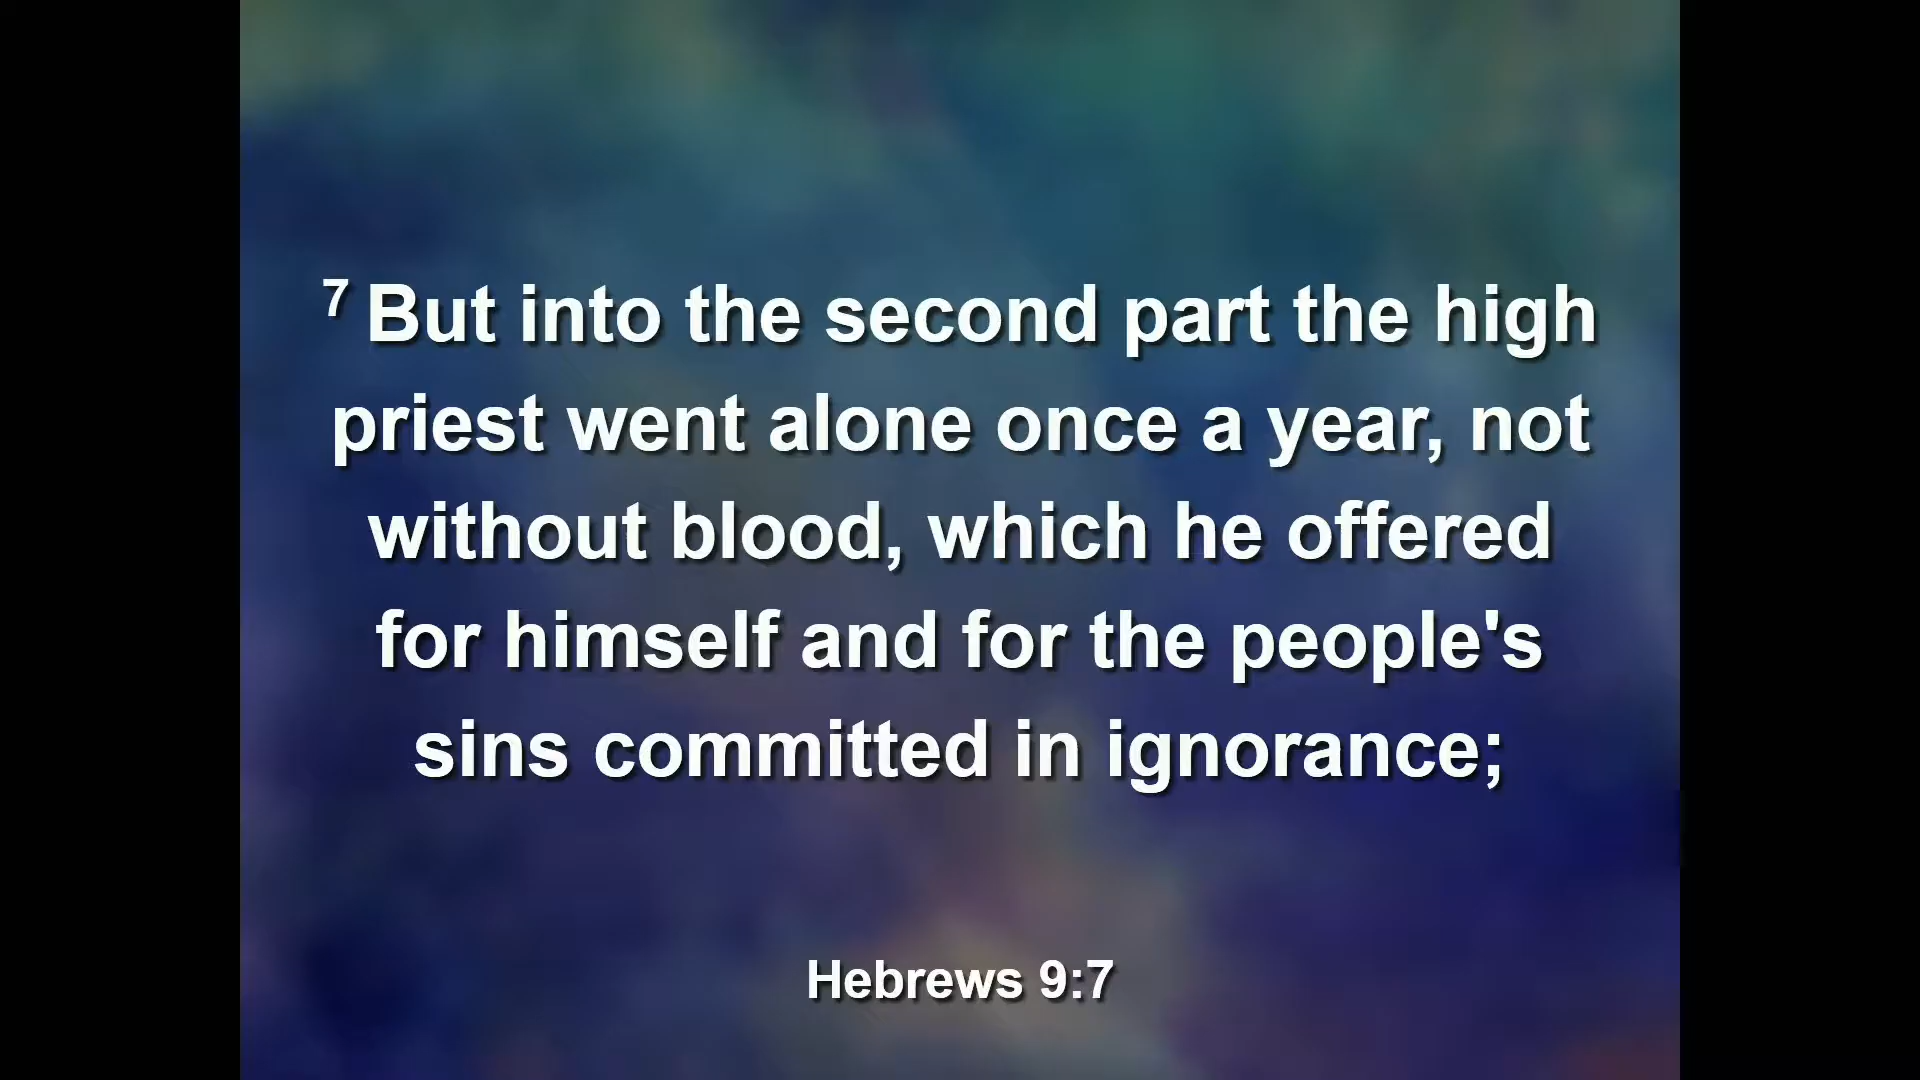 7 But into the second part the high
priest went alone once a year, not
without blood, which he offered
for himself and for the people's
sins committed in ignorance;
Hebrews 9:7